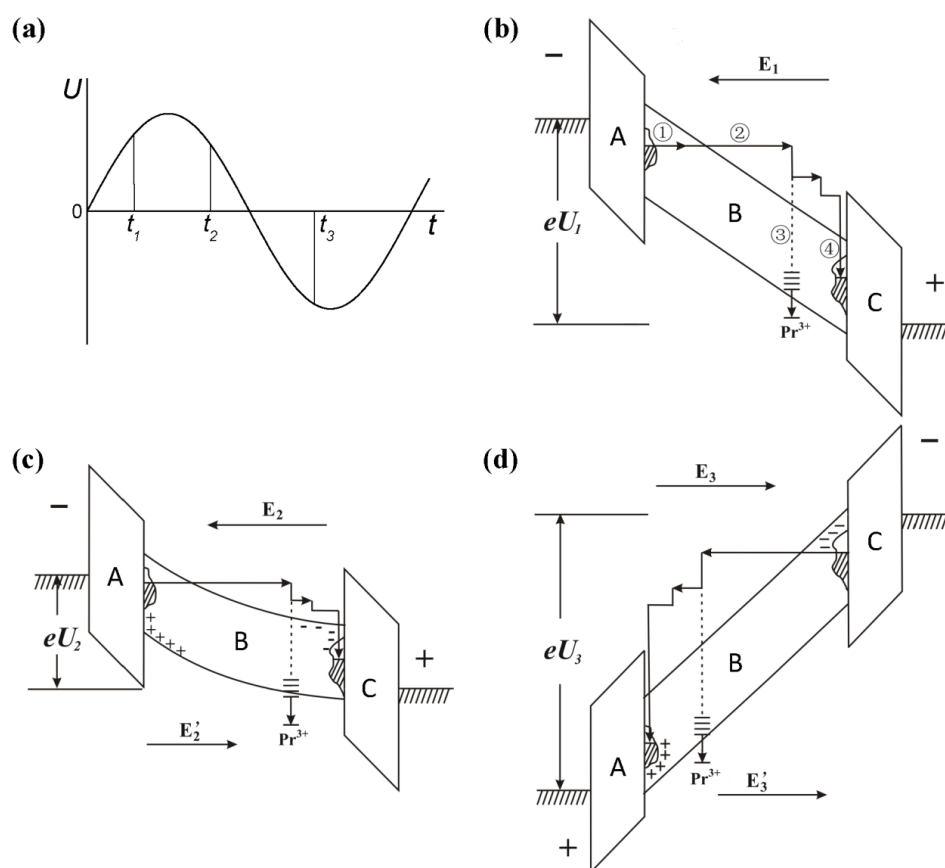 (a)
U
0
t1
t2
t3
t
(b)
−
E1
A
①
②
B
eU1
③
④
C
+
Pr3+
(c)
−
E2
A
eU2
B
C
+
E2'
Pr3+
(d)
−
E3
C
eU3
B
A
Pr3+
E3'
+